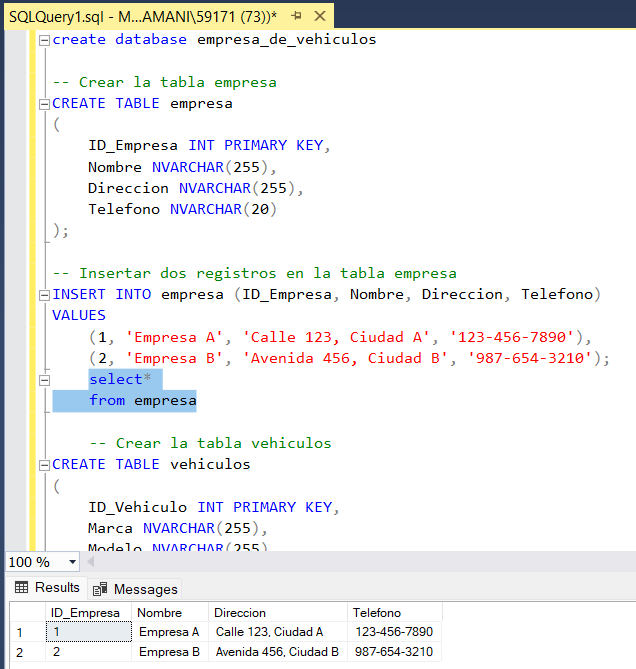 SQLQuery1.sql - M...AMANI\59171 (73))*
create database empresa_de_vehiculos
-- Crear la tabla empresa
CREATE TABLE empresa
(
ID_Empresa INT PRIMARY KEY,
Nombre NVARCHAR(255),
Direccion NVARCHAR(255),
Telefono NVARCHAR(20)
);
-- Insertar dos registros en la tabla empresa
INSERT INTO empresa (ID_Empresa, Nombre, Direccion, Telefono)
VALUES
(1, 'Empresa A', 'Calle 123, Ciudad A', '123-456-7890'),
(2, 'Empresa B', 'Avenida 456, Ciudad B', '987-654-3210');
select*
from empresa
-- Crear la tabla vehiculos
CREATE TABLE vehiculos
(
ID_Vehiculo INT PRIMARY KEY,
Marca NVARCHAR(255),
Modelo NVARCHAR(255)
100 %
Results Messages
ID_Empresa Nombre Direccion Telefono
1 1 Empresa A Calle 123, Ciudad A 123-456-7890
2 2 Empresa B Avenida 456, Ciudad B 987-654-3210